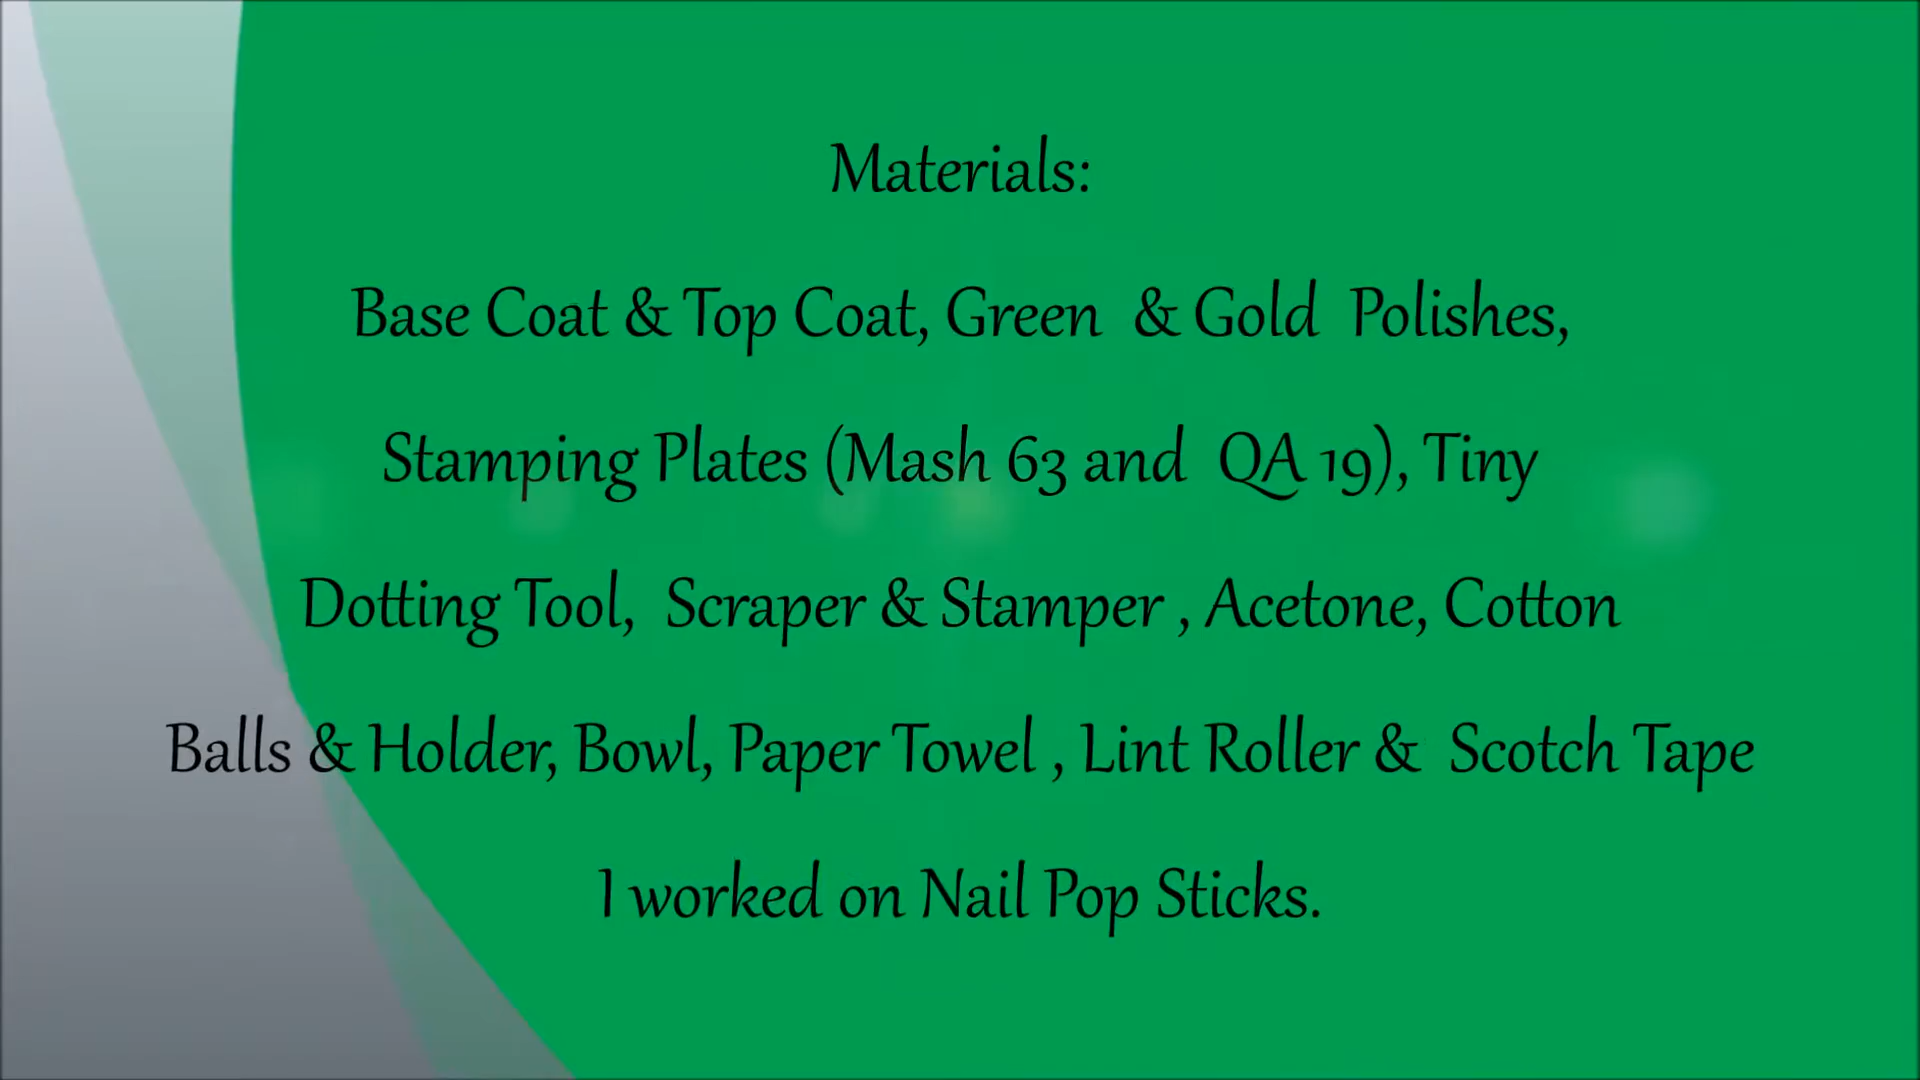 Materials:
Base Coat & Top Coat, Green & Gold Polishes,
Stamping Plates (Mash 63 and QA 19), Tiny
Dotting Tool, Scraper & Stamper , Acetone, Cotton
Balls & Holder, Bowl, Paper Towel , Lint Roller & Scotch Tape
I worked on Nail Pop Sticks.